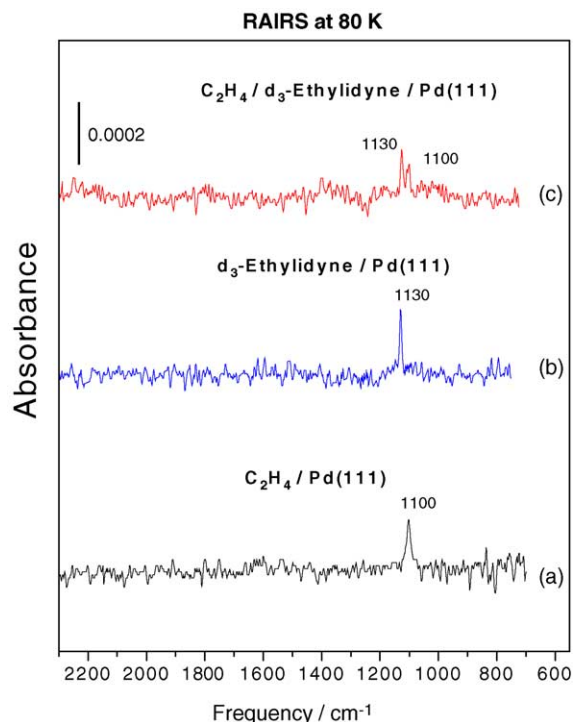 RAIRS at 80 K
C₂H₄ / d₃-Ethylidyne / Pd(111)
0.0002
1130
1100
(c)
d₃-Ethylidyne / Pd(111)
1130
(b)
C₂H₄ / Pd(111)
1100
(a)
Absorbance
2200 2000 1800 1600 1400 1200 1000 800 600
Frequency / cm⁻¹